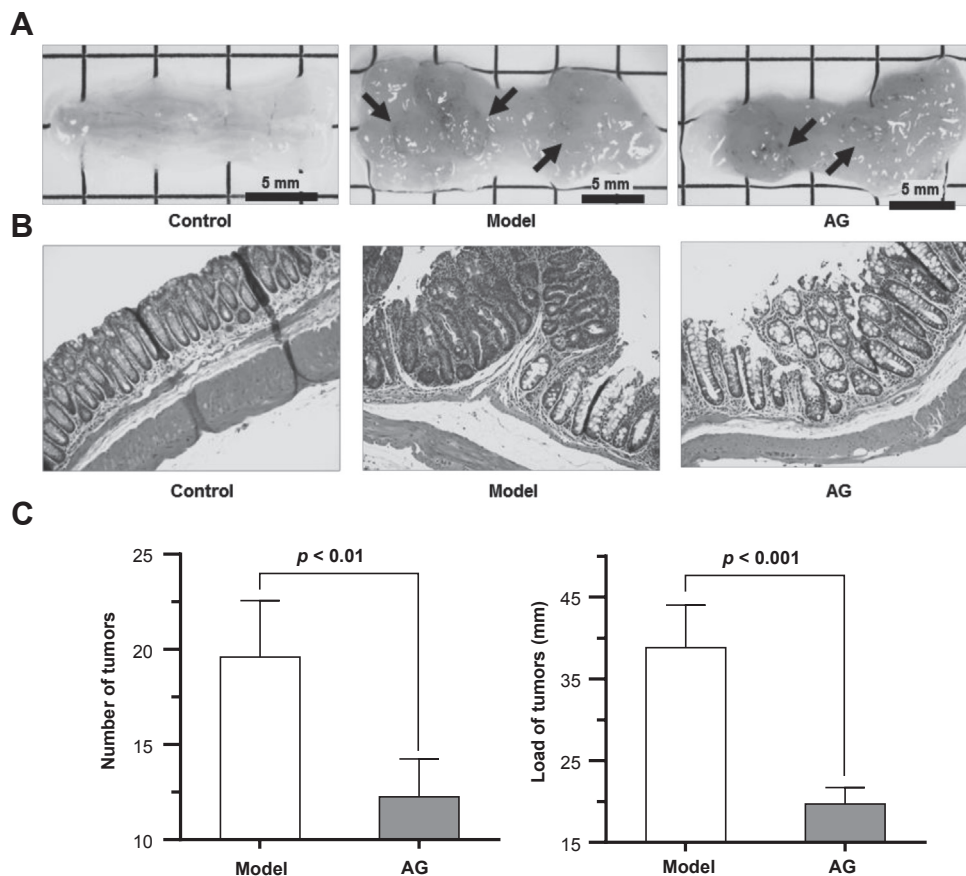 A
5 mm
5 mm
5 mm
Control
Model
AG
B
Control
Model
AG
C
p < 0.01
25
20
15
10
Number of tumors
Model
AG
p < 0.001
45
35
25
15
Load of tumors (mm)
Model
AG